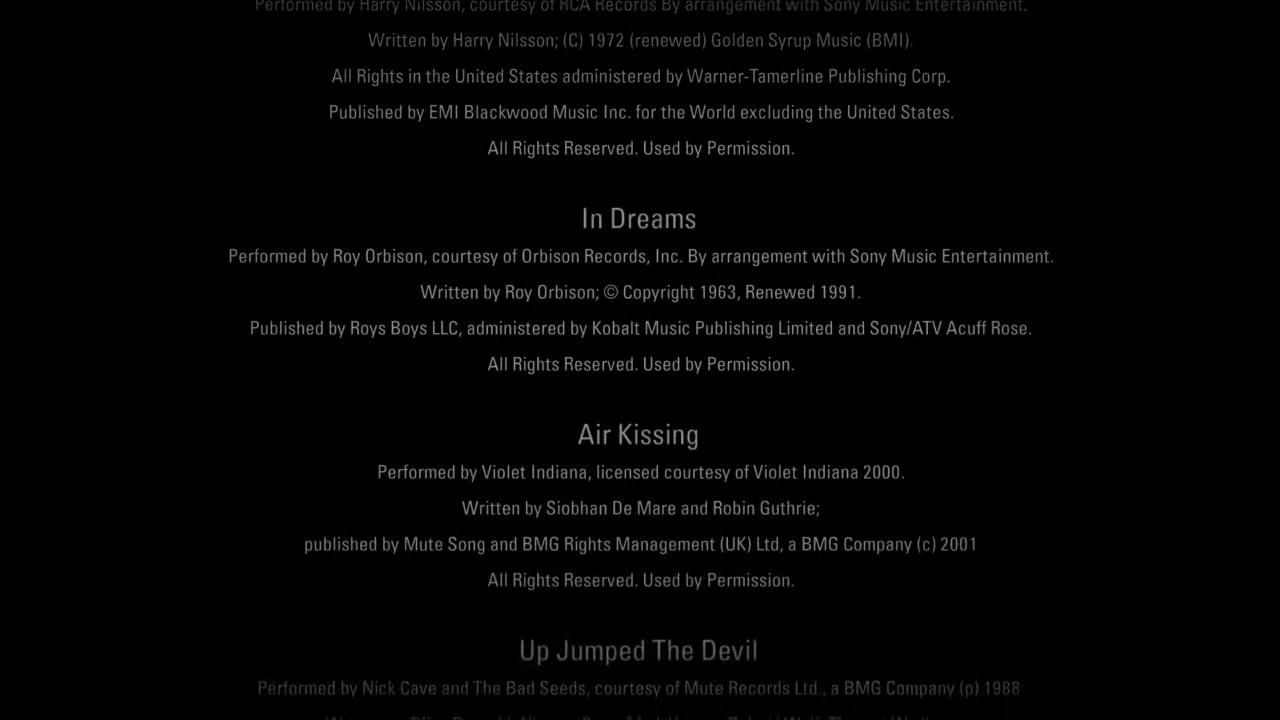 Performed by Harry Nilsson, courtesy of RCA Records By arrangement with Sony Music Entertainment.
Written by Harry Nilsson; (C) 1972 (renewed) Golden Syrup Music (BMI).
All Rights in the United States administered by Warner-Tamerline Publishing Corp.
Published by EMI Blackwood Music Inc. for the World excluding the United States.
All Rights Reserved. Used by Permission.
In Dreams
Performed by Roy Orbison, courtesy of Orbison Records, Inc. By arrangement with Sony Music Entertainment.
Written by Roy Orbison; © Copyright 1963, Renewed 1991.
Published by Roys Boys LLC, administered by Kobalt Music Publishing Limited and Sony/ATV Acuff Rose.
All Rights Reserved. Used by Permission.
Air Kissing
Performed by Violet Indiana, licensed courtesy of Violet Indiana 2000.
Written by Siobhan De Mare and Robin Guthrie;
published by Mute Song and BMG Rights Management (UK) Ltd, a BMG Company (c) 2001
All Rights Reserved. Used by Permission.
Up Jumped The Devil
Performed by Nick Cave and The Bad Seeds, courtesy of Mute Records Ltd., a BMG Company (p) 1988